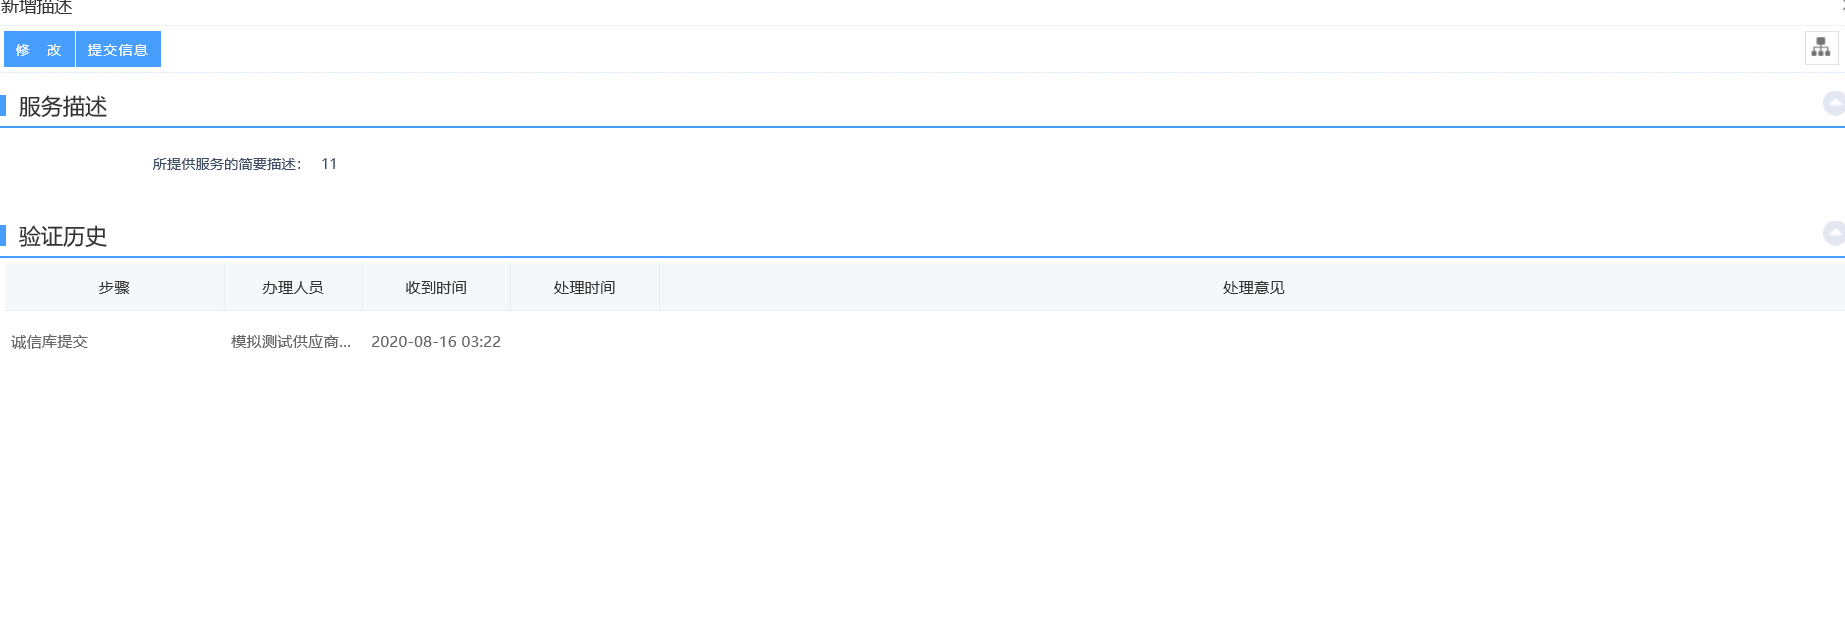 新增描述
修 改 提交信息
服务描述
所提供服务的简要描述： 11
验证历史
步骤 办理人员 收到时间 处理时间 处理意见
诚信库提交 模拟测试供应商... 2020-08-16 03:22